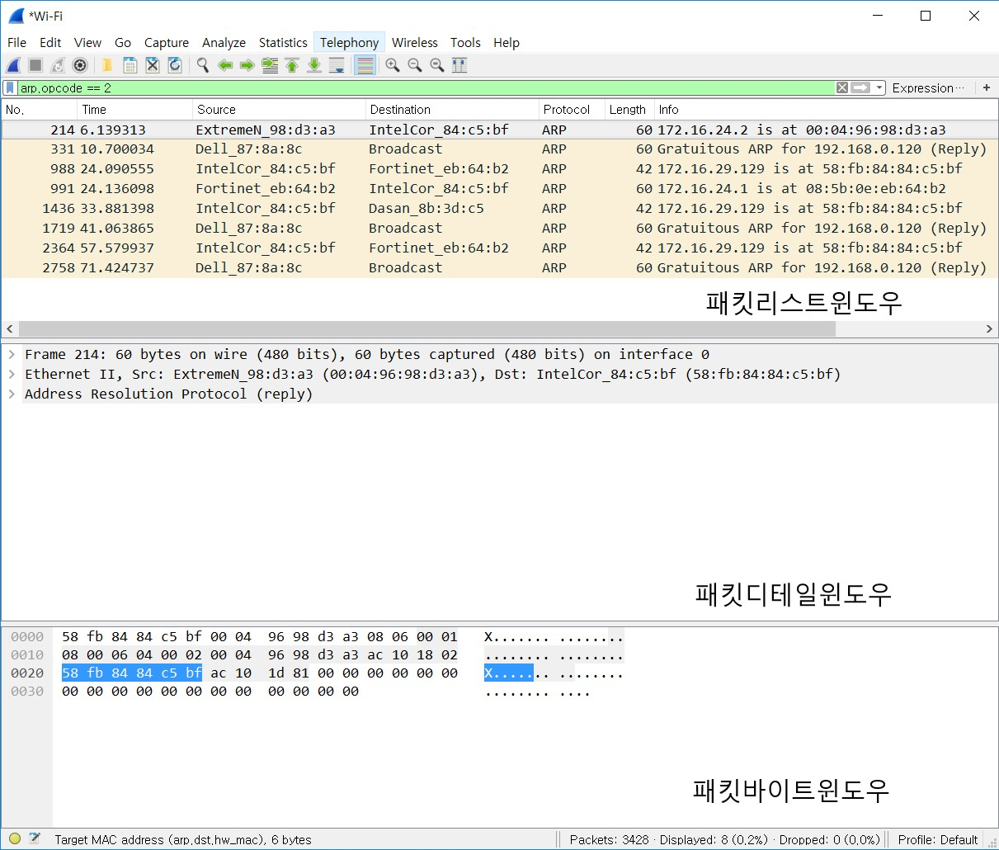 *Wi-Fi
File Edit View Go Capture Analyze Statistics Telephony Wireless Tools Help
arp.opcode == 2 Expression... +
No. Time Source Destination Protocol Length Info
214 6.139313 ExtremeN_98:d3:a3 IntelCor_84:c5:bf ARP 60 172.16.24.2 is at 00:04:96:98:d3:a3
331 10.700034 Dell_87:8a:8c Broadcast ARP 60 Gratuitous ARP for 192.168.0.120 (Reply)
988 24.090555 IntelCor_84:c5:bf Fortinet_eb:64:b2 ARP 42 172.16.29.129 is at 58:fb:84:84:c5:bf
991 24.136098 Fortinet_eb:64:b2 IntelCor_84:c5:bf ARP 60 172.16.24.1 is at 08:5b:0e:eb:64:b2
1436 33.881398 IntelCor_84:c5:bf Dasan_8b:3d:c5 ARP 42 172.16.29.129 is at 58:fb:84:84:c5:bf
1719 41.063865 Dell_87:8a:8c Broadcast ARP 60 Gratuitous ARP for 192.168.0.120 (Reply)
2364 57.579937 IntelCor_84:c5:bf Fortinet_eb:64:b2 ARP 42 172.16.29.129 is at 58:fb:84:84:c5:bf
2758 71.424737 Dell_87:8a:8c Broadcast ARP 60 Gratuitous ARP for 192.168.0.120 (Reply)
패킷리스트윈도우
Frame 214: 60 bytes on wire (480 bits), 60 bytes captured (480 bits) on interface 0
Ethernet II, Src: ExtremeN_98:d3:a3 (00:04:96:98:d3:a3), Dst: IntelCor_84:c5:bf (58:fb:84:84:c5:bf)
Address Resolution Protocol (reply)
패킷디테일윈도우
0000 58 fb 84 84 c5 bf 00 04 96 98 d3 a3 08 06 00 01 X....... ........
0010 08 00 06 04 00 02 00 04 96 98 d3 a3 ac 10 18 02 ........ ........
0020 58 fb 84 84 c5 bf ac 10 1d 81 00 00 00 00 00 00 X....... ........
0030 00 00 00 00 00 00 00 00 00 00 00 00 ........ ....
패킷바이트윈도우
Target MAC address (arp.dst.hw_mac), 6 bytes Packets: 3428 · Displayed: 8 (0.2%) · Dropped: 0 (0.0%) Profile: Default